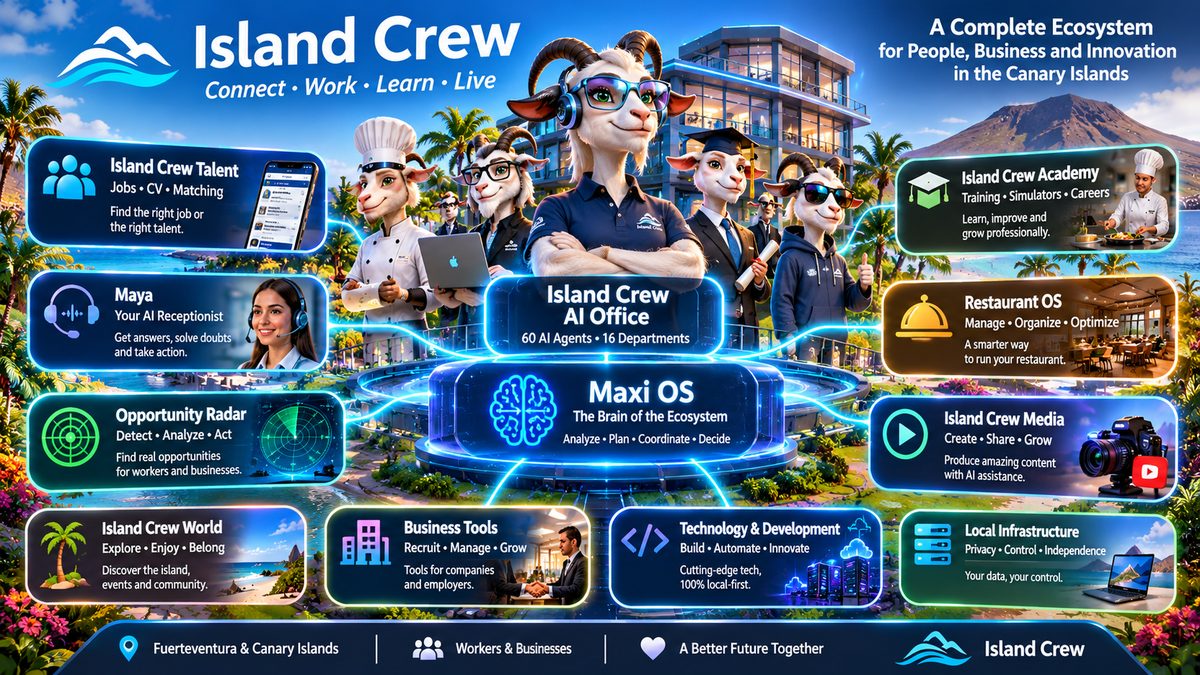 Island Crew
Connect • Work • Learn • Live
A Complete Ecosystem
for People, Business and Innovation
in the Canary Islands
Island Crew Talent
Jobs • CV • Matching
Find the right job or
the right talent.
Maya
Your AI Receptionist
Get answers, solve doubts
and take action.
Opportunity Radar
Detect • Analyze • Act
Find real opportunities
for workers and businesses.
Island Crew
Island Crew
AI Office
60 AI Agents • 16 Departments
Maxi OS
The Brain of the Ecosystem
Analyze • Plan • Coordinate • Decide
Island Crew Academy
Training • Simulators • Careers
Learn, improve and
grow professionally.
Restaurant OS
Manage • Organize • Optimize
A smarter way
to run your restaurant.
Island Crew Media
Create • Share • Grow
Produce amazing content
with AI assistance.
Island Crew World
Explore • Enjoy • Belong
Discover the island,
events and community.
Business Tools
Recruit • Manage • Grow
Tools for companies
and employers.
Technology & Development
Build • Automate • Innovate
Cutting-edge tech,
100% local-first.
Local Infrastructure
Privacy • Control • Independence
Your data, your control.
Fuerteventura & Canary Islands
Workers & Businesses
A Better Future Together
Island Crew